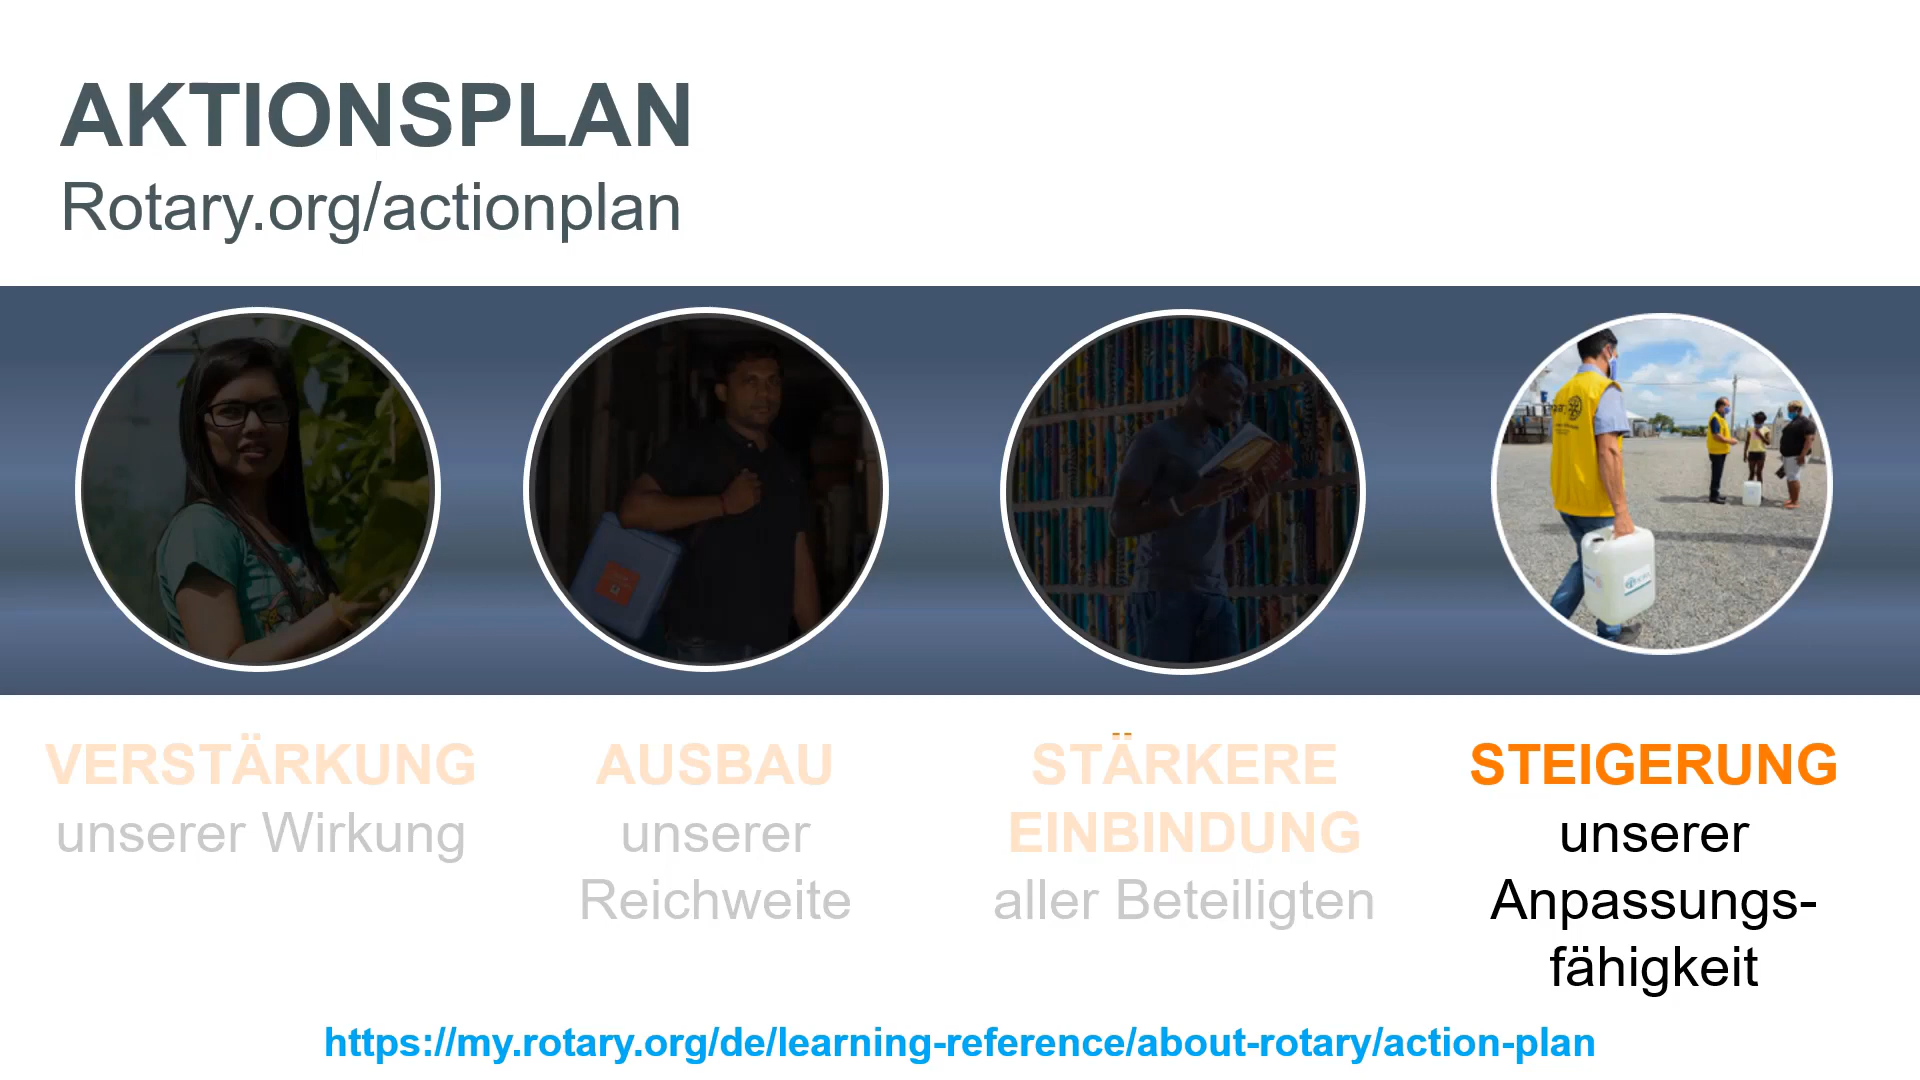 AKTIONSPLAN
Rotary.org/actionplan
VERSTÄRKUNG
unserer Wirkung
AUSBAU
unserer
Reichweite
STÄRKERE
EINBINDUNG
aller Beteiligten
STEIGERUNG
unserer
Anpassungs-
fähigkeit
https://my.rotary.org/de/learning-reference/about-rotary/action-plan